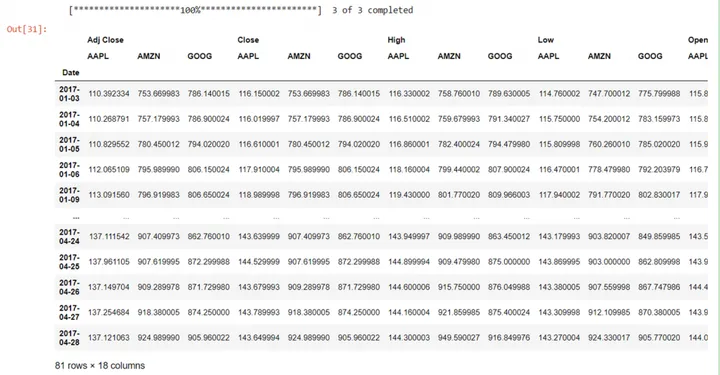 [*********************100%***********************]  3 of 3 completed
Out[31]:
Adj Close Close High Low Open
AAPL AMZN GOOG AAPL AMZN GOOG AAPL AMZN GOOG AAPL AMZN GOOG AAPL
Date
2017-01-03 110.392334 753.669983 786.140015 116.150002 753.669983 786.140015 116.330002 758.760010 789.630005 114.760002 747.700012 775.799988 115.8
2017-01-04 110.268791 757.179993 786.900024 116.019997 757.179993 786.900024 116.510002 759.679993 791.340027 115.750000 754.200012 783.159973 115.8
2017-01-05 110.829552 780.450012 794.020020 116.610001 780.450012 794.020020 116.860001 782.400024 794.479980 115.809998 760.260010 785.020020 115.9
2017-01-06 112.065109 795.989990 806.150024 117.910004 795.989990 806.150024 118.160004 799.440002 807.900024 116.470001 778.479980 792.203979 116.7
2017-01-09 113.091560 796.919983 806.650024 118.989998 796.919983 806.650024 119.430000 801.770020 809.966003 117.940002 791.770020 802.830017 117.9
... ... ... ... ... ... ... ... ... ... ... ... ...
2017-04-24 137.111542 907.409973 862.760010 143.639999 907.409973 862.760010 143.949997 909.989990 863.450012 143.179993 903.820007 849.859985 143.5
2017-04-25 137.961105 907.619995 872.299988 144.529999 907.619995 872.299988 144.899994 909.479980 875.000000 143.869995 903.000000 862.809998 143.9
2017-04-26 137.149704 909.289978 871.729980 143.679993 909.289978 871.729980 144.600006 915.750000 876.049988 143.380005 907.559998 867.747986 144.4
2017-04-27 137.254684 918.380005 874.250000 143.789993 918.380005 874.250000 144.160004 921.859985 875.400024 143.309998 912.109985 870.380005 143.9
2017-04-28 137.121063 924.989990 905.960022 143.649994 924.989990 905.960022 144.300003 949.590027 916.849976 143.270004 924.330017 905.770020 144.0
81 rows × 18 columns